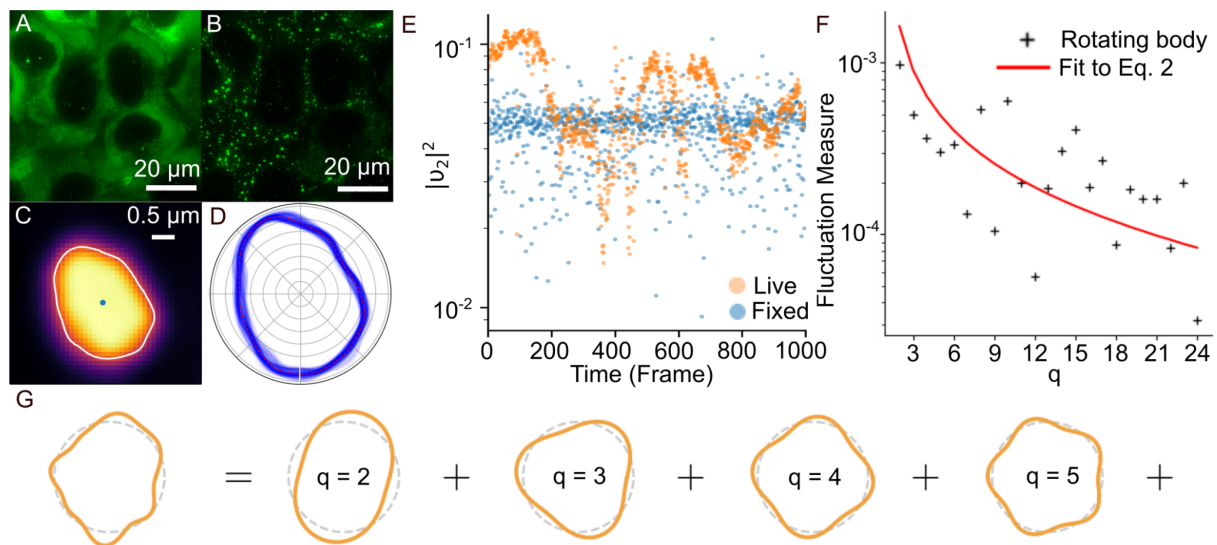 A
20 µm
B
20 µm
C
0.5 µm
D
E
|υ₂|²
10⁻¹
10⁻²
Live
Fixed
0
200
400
600
800
1000
Time (Frame)
F
Rotating body
Fit to Eq. 2
Fluctuation Measure
10⁻³
10⁻⁴
3
6
9
12
15
18
21
24
q
G
=
q = 2
+
q = 3
+
q = 4
+
q = 5
+